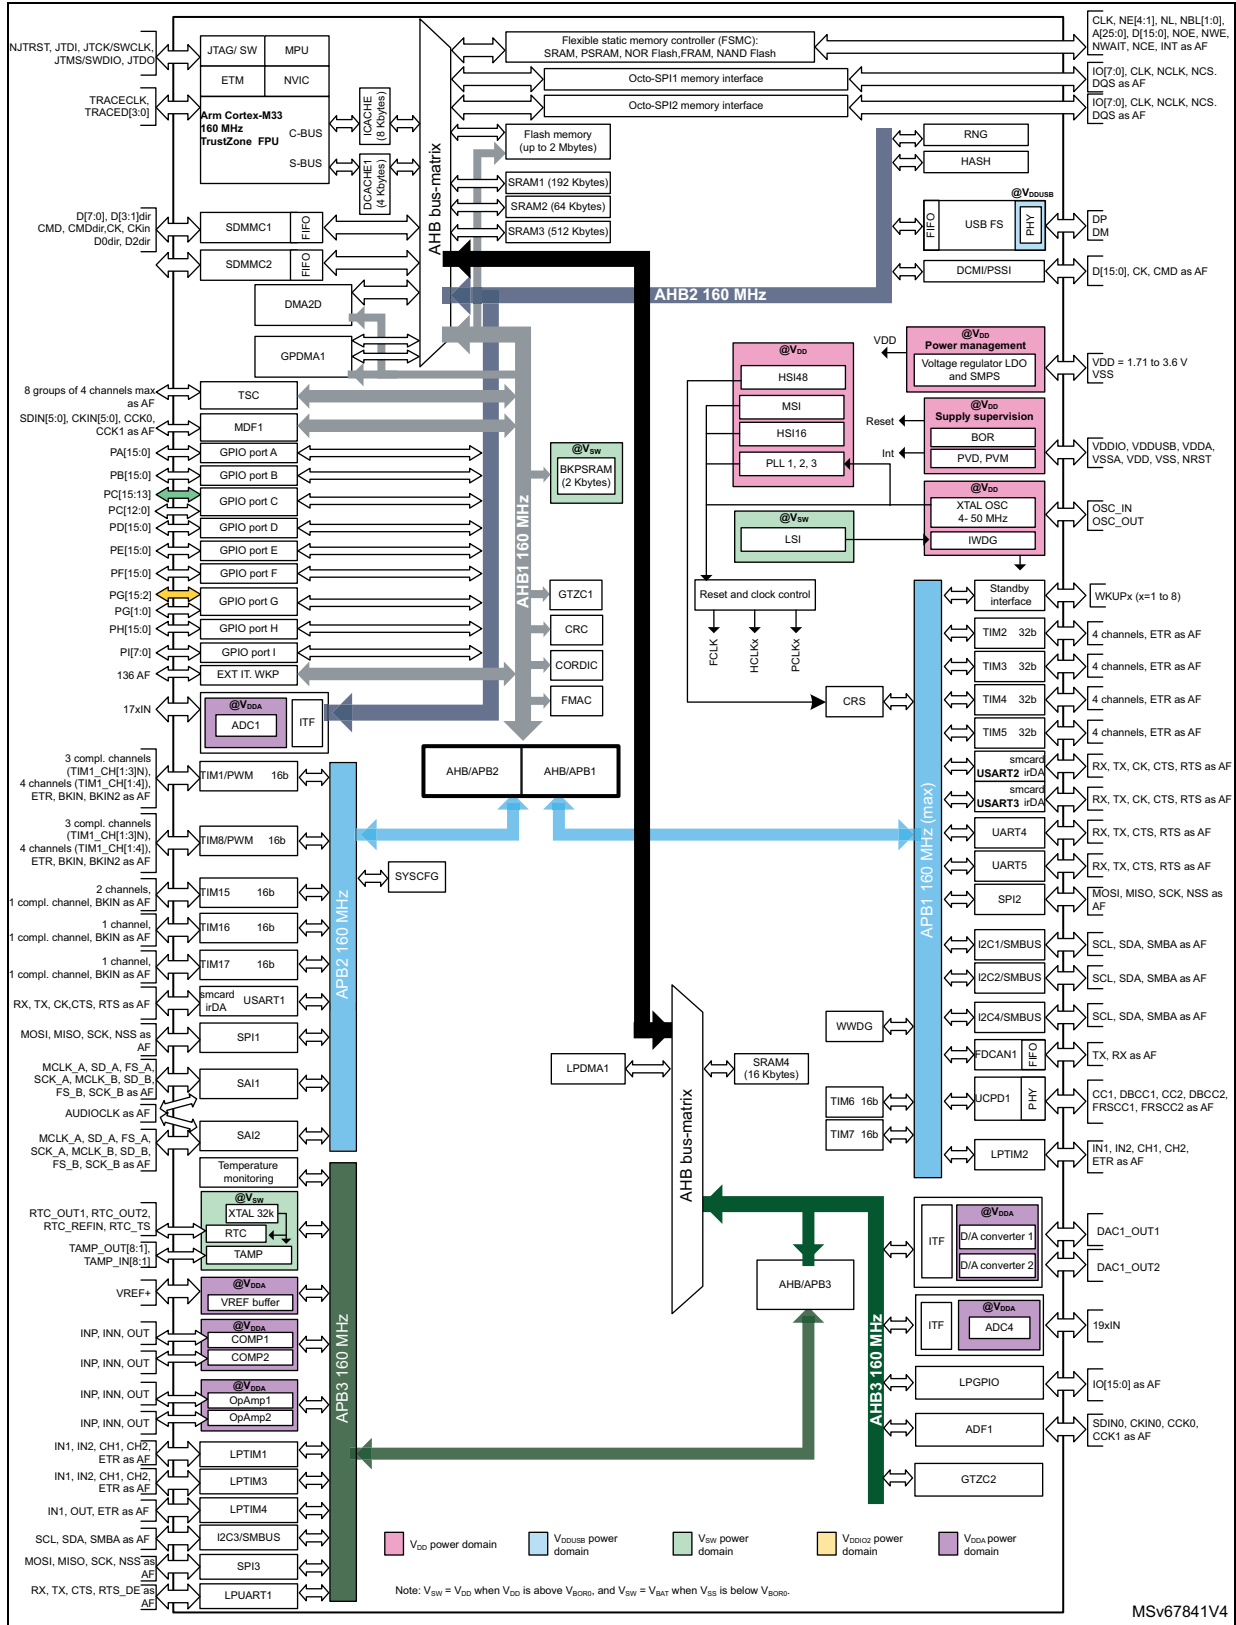 NJTRST, JTDI, JTCK/SWCLK,
JTMS/SWDIO, JTDO
TRACECLK,
TRACED[3:0]
JTAG/ SW
MPU
ETM
NVIC
Arm Cortex-M33
160 MHz
TrustZone FPU
C-BUS
S-BUS
ICACHE
(8 Kbytes)
DCACHE1
(4 Kbytes)
AHB bus-matrix
Flexible static memory controller (FSMC):
SRAM, PSRAM, NOR Flash,FRAM, NAND Flash
Octo-SPI1 memory interface
Octo-SPI2 memory interface
Flash memory
(up to 2 Mbytes)
SRAM1 (192 Kbytes)
SRAM2 (64 Kbytes)
SRAM3 (512 Kbytes)
CLK, NE[4:1], NL, NBL[1:0],
A[25:0], D[15:0], NOE, NWE,
NWAIT, NCE, INT as AF
IO[7:0], CLK, NCLK, NCS.
DQS as AF
IO[7:0], CLK, NCLK, NCS.
DQS as AF
RNG
HASH
@VDDUSB
FIFO
USB FS
PHY
DP
DM
DCMI/PSSI
D[15:0], CK, CMD as AF
AHB2 160 MHz
D[7:0], D[3:1]dir
CMD, CMDdir,CK, CKin
D0dir, D2dir
SDMMC1
FIFO
SDMMC2
FIFO
DMA2D
GPDMA1
8 groups of 4 channels max
as AF
TSC
SDIN[5:0], CKIN[5:0], CCK0,
CCK1 as AF
MDF1
PA[15:0]
GPIO port A
PB[15:0]
GPIO port B
PC[15:13]
PC[12:0]
GPIO port C
PD[15:0]
GPIO port D
PE[15:0]
GPIO port E
PF[15:0]
GPIO port F
PG[15:2]
PG[1:0]
GPIO port G
PH[15:0]
GPIO port H
PI[7:0]
GPIO port I
136 AF
EXT IT. WKP
17xIN
@VDDA
ADC1
ITF
AHB1 160 MHz
@VSW
BKPSRAM
(2 Kbytes)
GTZC1
CRC
CORDIC
FMAC
@VDD
HSI48
MSI
HSI16
PLL 1, 2, 3
@VSW
LSI
VDD
@VDD
Power management
Voltage regulator LDO
and SMPS
VDD = 1.71 to 3.6 V
VSS
Reset
Int
@VDD
Supply supervision
BOR
PVD, PVM
VDDIO, VDDUSB, VDDA,
VSSA, VDD, VSS, NRST
@VDD
XTAL OSC
4- 50 MHz
IWDG
OSC_IN
OSC_OUT
Reset and clock control
FCLK
HCLKx
PCLKx
Standby
interface
WKUPx (x=1 to 8)
TIM2 32b
4 channels, ETR as AF
TIM3 32b
4 channels, ETR as AF
CRS
TIM4 32b
4 channels, ETR as AF
TIM5 32b
4 channels, ETR as AF
smcard
USART2 irDA
RX, TX, CK, CTS, RTS as AF
smcard
USART3 irDA
RX, TX, CK, CTS, RTS as AF
UART4
RX, TX, CTS, RTS as AF
UART5
RX, TX, CTS, RTS as AF
SPI2
MOSI, MISO, SCK, NSS as
AF
I2C1/SMBUS
SCL, SDA, SMBA as AF
I2C2/SMBUS
SCL, SDA, SMBA as AF
I2C4/SMBUS
SCL, SDA, SMBA as AF
WWDG
FDCAN1
FIFO
TX, RX as AF
UCPD1
PHY
CC1, DBCC1, CC2, DBCC2,
FRSCC1, FRSCC2 as AF
TIM6 16b
TIM7 16b
LPTIM2
IN1, IN2, CH1, CH2,
ETR as AF
APB1 160 MHz (max)
AHB/APB2
AHB/APB1
3 compl. channels
(TIM1_CH[1:3]N),
4 channels (TIM1_CH[1:4]),
ETR, BKIN, BKIN2 as AF
TIM1/PWM 16b
3 compl. channels
(TIM1_CH[1:3]N),
4 channels (TIM1_CH[1:4]),
ETR, BKIN, BKIN2 as AF
TIM8/PWM 16b
SYSCFG
2 channels,
1 compl. channel, BKIN as AF
TIM15 16b
1 channel,
1 compl. channel, BKIN as AF
TIM16 16b
1 channel,
1 compl. channel, BKIN as AF
TIM17 16b
RX, TX, CK,CTS, RTS as AF
smcard
irDA
USART1
MOSI, MISO, SCK, NSS as
AF
SPI1
MCLK_A, SD_A, FS_A,
SCK_A, MCLK_B, SD_B,
FS_B, SCK_B as AF
SAI1
AUDIOCLK as AF
MCLK_A, SD_A, FS_A,
SCK_A, MCLK_B, SD_B,
FS_B, SCK_B as AF
SAI2
APB2 160 MHz
LPDMA1
AHB bus-matrix
SRAM4
(16 Kbytes)
Temperature
monitoring
@VSW
XTAL 32k
RTC
TAMP
RTC_OUT1, RTC_OUT2,
RTC_REFIN, RTC_TS
TAMP_OUT[8:1],
TAMP_IN[8:1]
VREF+
@VDDA
VREF buffer
INP, INN, OUT
INP, INN, OUT
@VDDA
COMP1
COMP2
INP, INN, OUT
INP, INN, OUT
@VDDA
OpAmp1
OpAmp2
IN1, IN2, CH1, CH2,
ETR as AF
LPTIM1
IN1, IN2, CH1, CH2,
ETR as AF
LPTIM3
IN1, OUT, ETR as AF
LPTIM4
SCL, SDA, SMBA as AF
I2C3/SMBUS
MOSI, MISO, SCK, NSS as
AF
SPI3
RX, TX, CTS, RTS_DE as
AF
LPUART1
APB3 160 MHz
AHB/APB3
AHB3 160 MHz
ITF
@VDDA
D/A converter 1
D/A converter 2
DAC1_OUT1
DAC1_OUT2
ITF
@VDDA
ADC4
19xIN
LPGPIO
IO[15:0] as AF
ADF1
SDIN0, CKIN0, CCK0,
CCK1 as AF
GTZC2
VDD power domain
VDDUSB power
domain
VSW power
domain
VDDIO2 power
domain
VDDA power
domain
Note: VSW = VDD when VDD is above VBOR0, and VSW = VBAT when VSS is below VBOR0.
MSv67841V4